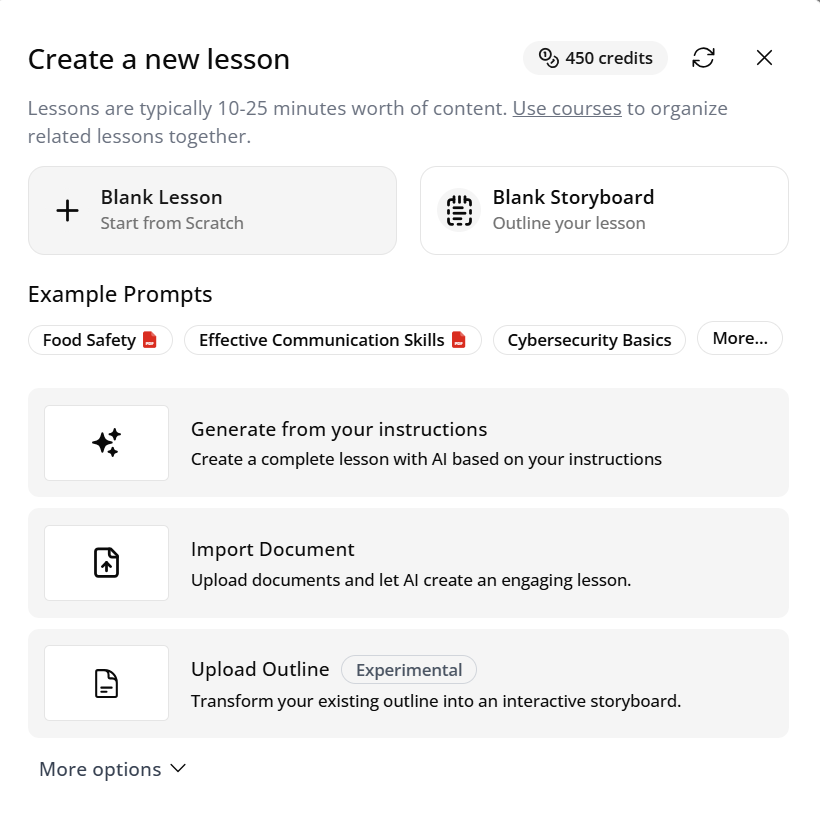 Create a new lesson
450 credits
Lessons are typically 10-25 minutes worth of content. Use courses to organize
related lessons together.
Blank Lesson
Start from Scratch
Blank Storyboard
Outline your lesson
Example Prompts
Food Safety
Effective Communication Skills
Cybersecurity Basics
More...
Generate from your instructions
Create a complete lesson with AI based on your instructions
Import Document
Upload documents and let AI create an engaging lesson.
Upload Outline Experimental
Transform your existing outline into an interactive storyboard.
More options